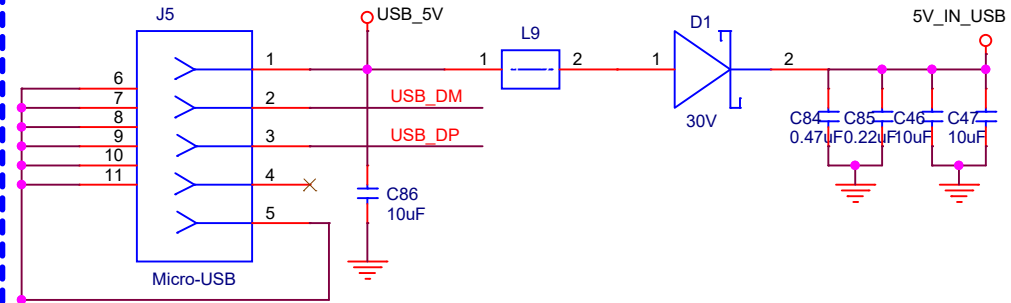 J5
USB_5V
5V_IN_USB
L9
D1
1
1
2
1
2
6
7
2
USB_DM
8
9
3
USB_DP
30V
C84
C85
C46
C47
0.47uF
0.22uF
10uF
10uF
10
11
4
C86
10uF
5
Micro-USB